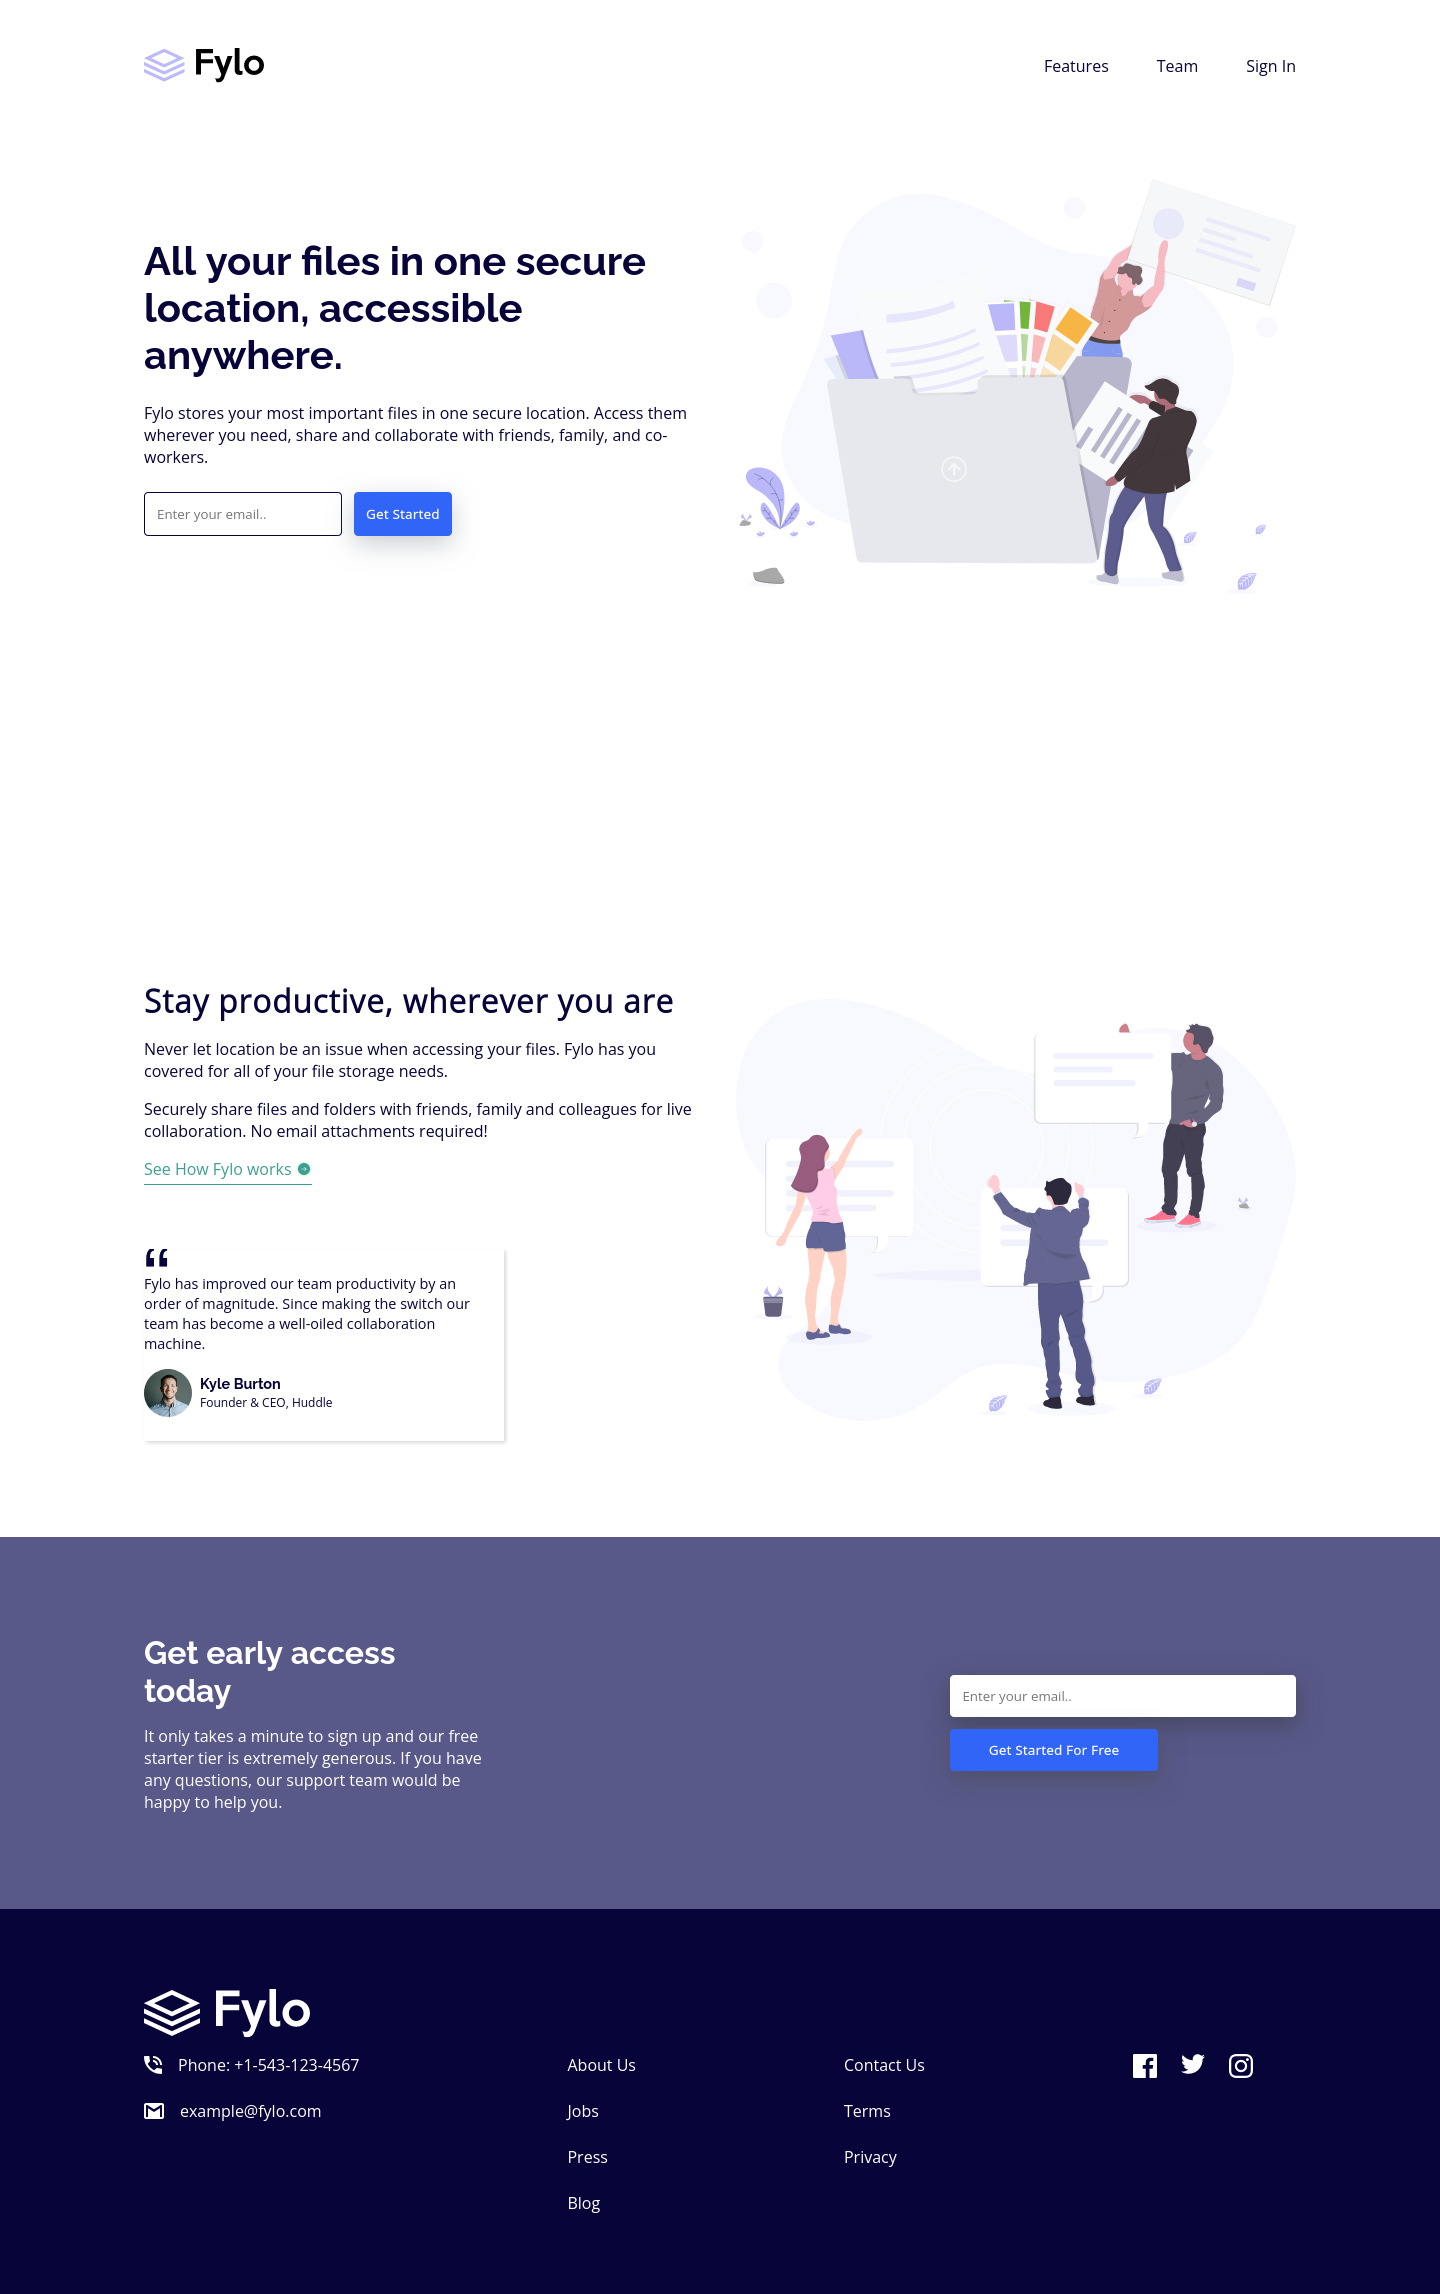 Fylo
Features
Team
Sign In
All your files in one secure
location, accessible
anywhere.
Fylo stores your most important files in one secure location. Access them
wherever you need, share and collaborate with friends, family, and co-
workers.
Enter your email..
Get Started
Stay productive, wherever you are
Never let location be an issue when accessing your files. Fylo has you
covered for all of your file storage needs.
Securely share files and folders with friends, family and colleagues for live
collaboration. No email attachments required!
See How Fylo works
“
Fylo has improved our team productivity by an
order of magnitude. Since making the switch our
team has become a well-oiled collaboration
machine.
Kyle Burton
Founder & CEO, Huddle
Get early access
today
It only takes a minute to sign up and our free
starter tier is extremely generous. If you have
any questions, our support team would be
happy to help you.
Enter your email..
Get Started For Free
Fylo
Phone: +1-543-123-4567
example@fylo.com
About Us
Jobs
Press
Blog
Contact Us
Terms
Privacy